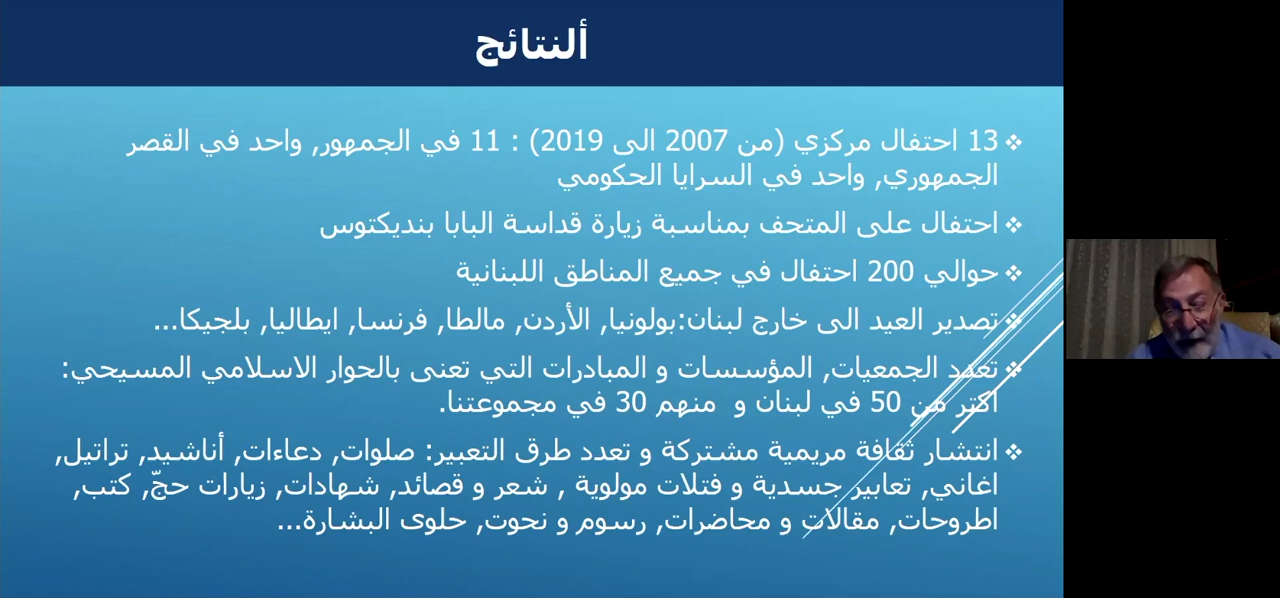 ألنتائج
❖ 13 احتفال مركزي (من 2007 الى 2019) : 11 في الجمهور, واحد في القصر
الجمهوري, واحد في السرايا الحكومي
❖ احتفال على المتحف بمناسبة زيارة قداسة البابا بنديكتوس
❖ حوالي 200 احتفال في جميع المناطق اللبنانية
❖ تصدير العيد الى خارج لبنان:بولونيا, الأردن, مالطا, فرنسا, ايطاليا, بلجيكا...
❖ تعدد الجمعيات, المؤسسات و المبادرات التي تعنى بالحوار الاسلامي المسيحي:
اكتر من 50 في لبنان و منهم 30 في مجموعتنا.
❖ انتشار ثقافة مريمية مشتركة و تعدد طرق التعبير: صلوات, دعاءات, أناشيد, تراتيل,
اغاني, تعابير جسدية و فتلات مولوية , شعر و قصائد, شهادات, زيارات حجّ, كتب,
اطروحات, مقالات و محاضرات, رسوم و نحوت, حلوى البشارة...